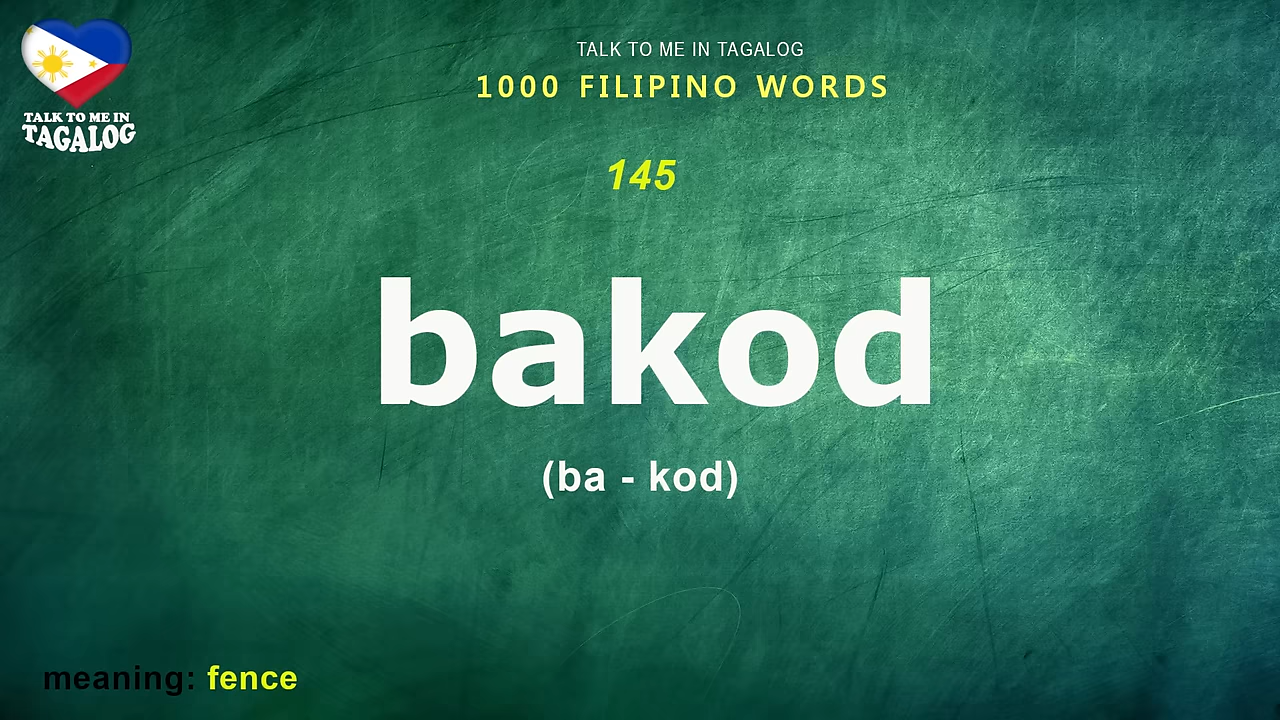 TALK TO ME IN TAGALOG
1000 FILIPINO WORDS
TALK TO ME IN
TAGALOG
145
bakod
(ba - kod)
meaning: fence